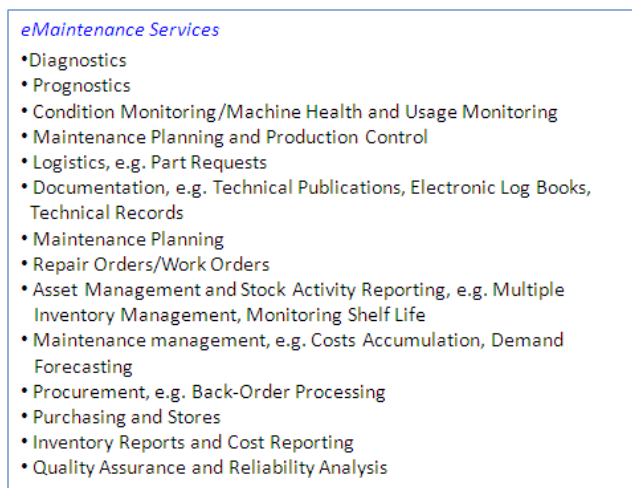 eMaintenance Services
•Diagnostics
• Prognostics
• Condition Monitoring/Machine Health and Usage Monitoring
• Maintenance Planning and Production Control
• Logistics, e.g. Part Requests
• Documentation, e.g. Technical Publications, Electronic Log Books,
Technical Records
• Maintenance Planning
• Repair Orders/Work Orders
• Asset Management and Stock Activity Reporting, e.g. Multiple
Inventory Management, Monitoring Shelf Life
• Maintenance management, e.g. Costs Accumulation, Demand
Forecasting
• Procurement, e.g. Back-Order Processing
• Purchasing and Stores
• Inventory Reports and Cost Reporting
• Quality Assurance and Reliability Analysis